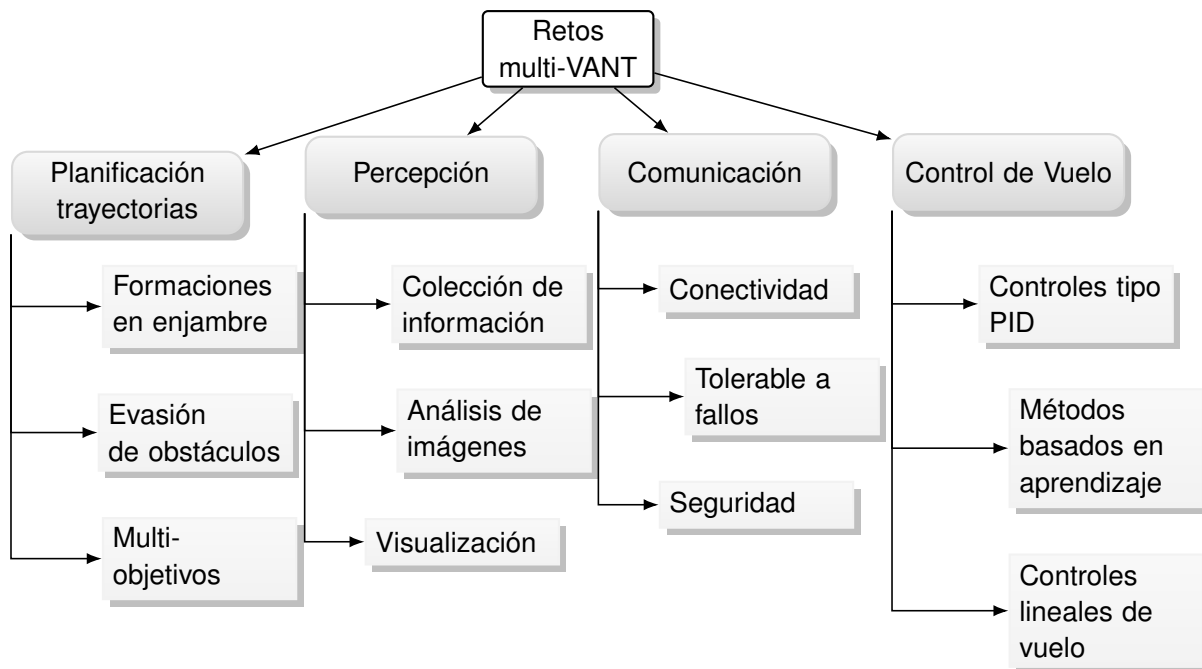 Retos
multi-VANT
Planificación
trayectorias
Percepción
Comunicación
Control de Vuelo
Formaciones
en enjambre
Evasión
de obstáculos
Multi-
objetivos
Colección de
información
Análisis de
imágenes
Visualización
Conectividad
Tolerable a
fallos
Seguridad
Controles tipo
PID
Métodos
basados en
aprendizaje
Controles
lineales de
vuelo